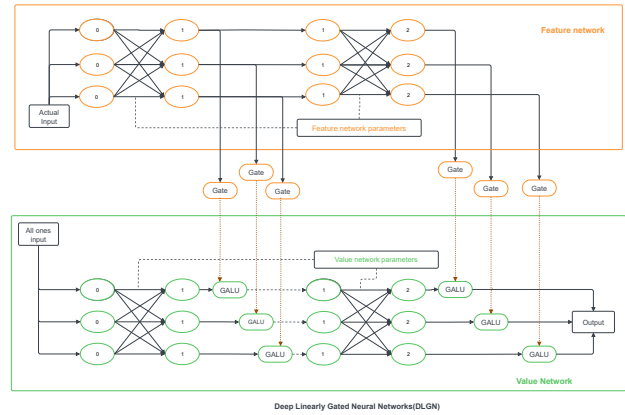 Feature network
0 1 1 2
0 1 1 2
0 1 1 2
Actual
Input
Feature network parameters
Gate
Gate
Gate
Gate
Gate
Gate
All ones
input
Value network parameters
0 1 GALU 1 2 GALU
0 1 GALU 1 2 GALU
Output
0 1 GALU 1 2 GALU
Value Network
Deep Linearly Gated Neural Networks(DLGN)